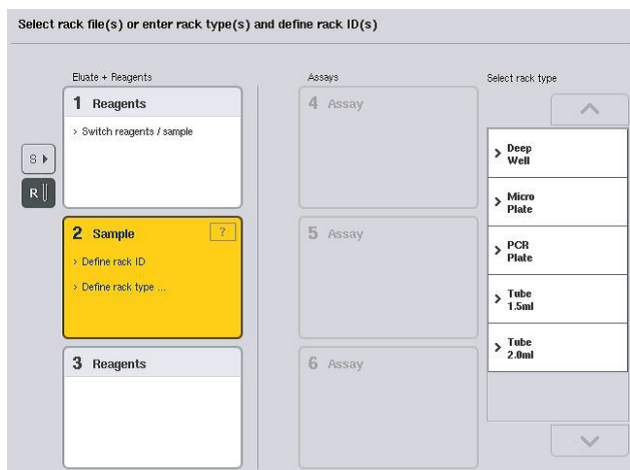 Select rack file(s) or enter rack type(s) and define rack ID(s)
Eluate + Reagents
Assays
Select rack type
1 Reagents
> Switch reagents / sample
S
R
2 Sample ?
> Define rack ID
> Define rack type ...
3 Reagents
4 Assay
5 Assay
6 Assay
> Deep
Well
> Micro
Plate
> PCR
Plate
> Tube
1.5ml
> Tube
2.0ml